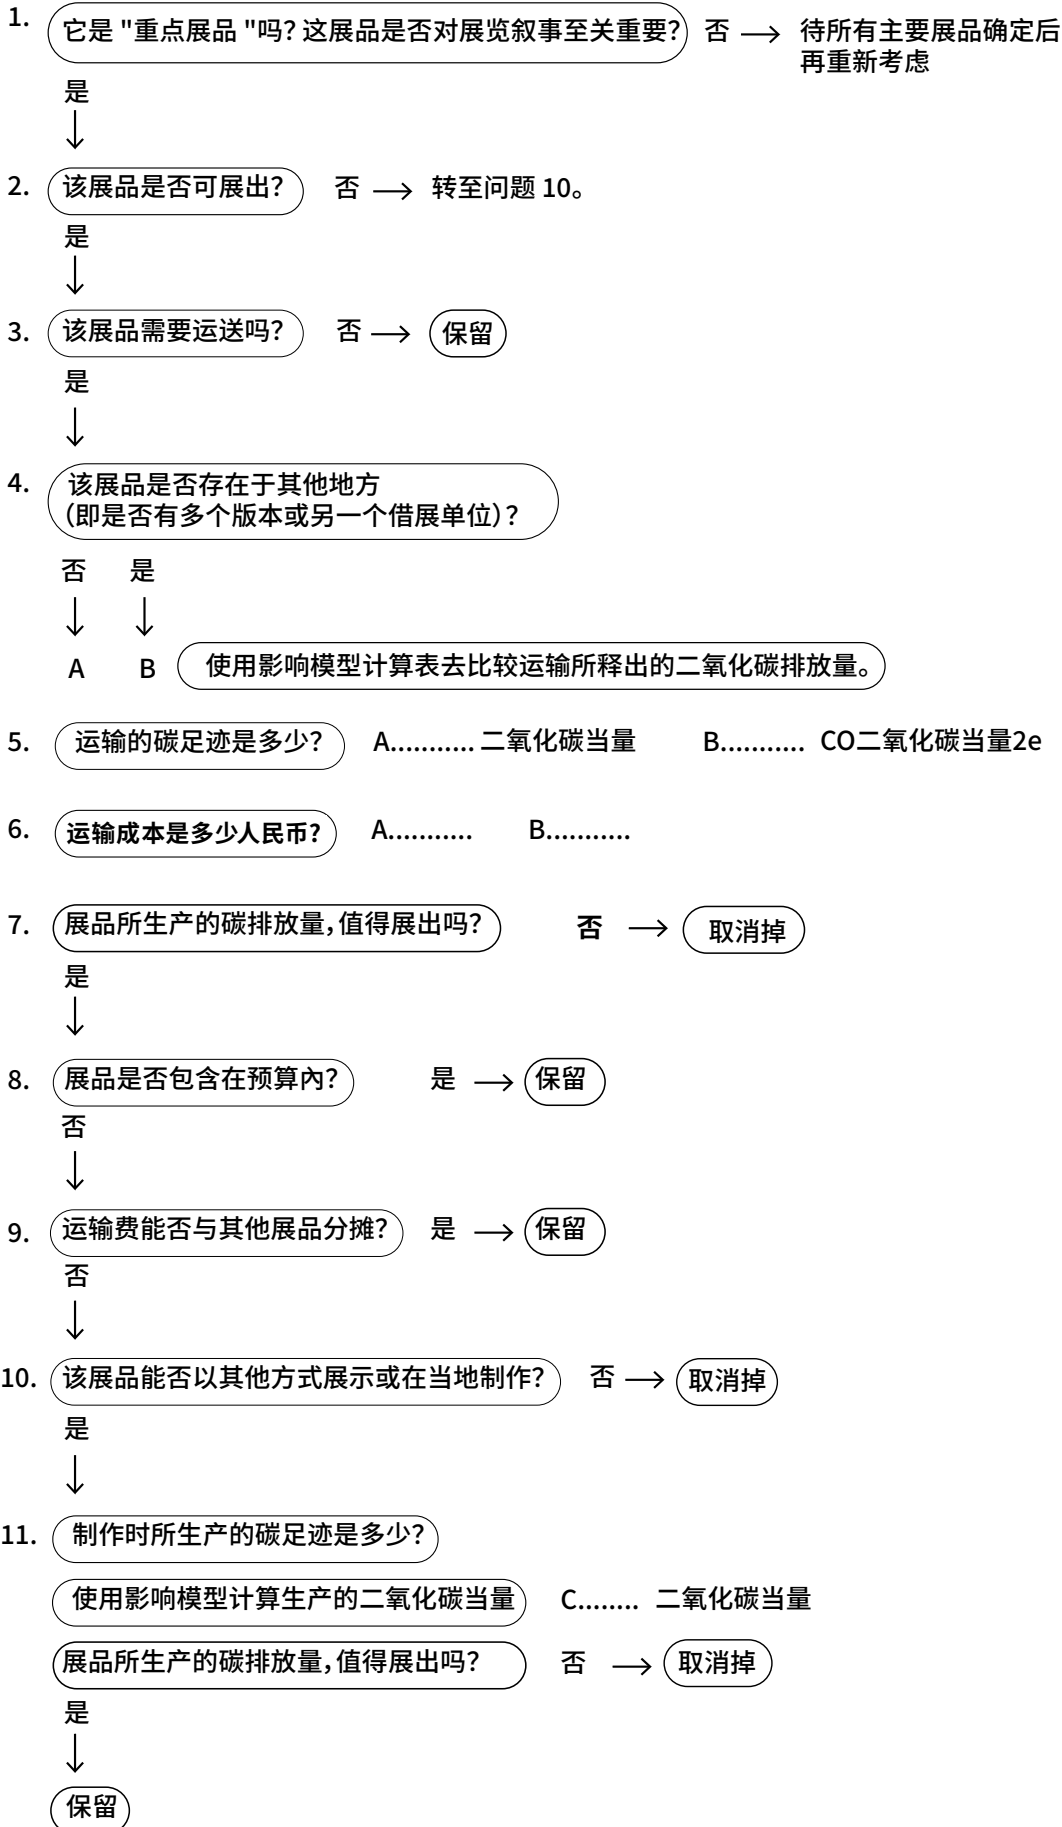 1. 它是 "重点展品 "吗？这展品是否对展览叙事至关重要？ 否 → 待所有主要展品确定后
再重新考虑
是
↓
2. 该展品是否可展出？ 否 → 转至问题 10。
是
↓
3. 该展品需要运送吗？ 否 → 保留
是
↓
4. 该展品是否存在于其他地方
（即是否有多个版本或另一个借展单位）？
否 是
↓ ↓
A B 使用影响模型计算表去比较运输所释出的二氧化碳排放量。
5. 运输的碳足迹是多少？ A........... 二氧化碳当量 B........... CO二氧化碳当量2e
6. 运输成本是多少人民币？ A........... B...........
7. 展品所生产的碳排放量，值得展出吗？ 否 → 取消掉
是
↓
8. 展品是否包含在预算內？ 是 → 保留
否
↓
9. 运输费能否与其他展品分摊？ 是 → 保留
否
↓
10. 该展品能否以其他方式展示或在当地制作？ 否 → 取消掉
是
↓
11. 制作时所生产的碳足迹是多少？
使用影响模型计算生产的二氧化碳当量 C........ 二氧化碳当量
展品所生产的碳排放量，值得展出吗？ 否 → 取消掉
是
↓
保留